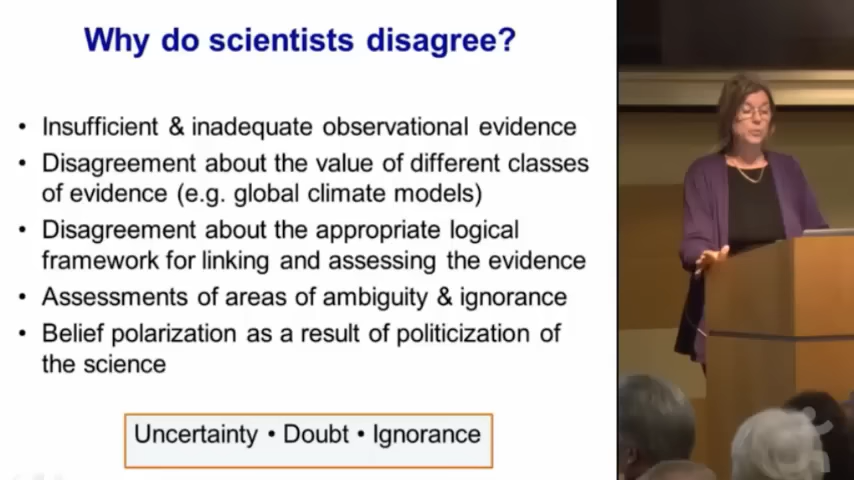 Why do scientists disagree?
• Insufficient & inadequate observational evidence
• Disagreement about the value of different classes
of evidence (e.g. global climate models)
• Disagreement about the appropriate logical
framework for linking and assessing the evidence
• Assessments of areas of ambiguity & ignorance
• Belief polarization as a result of politicization of
the science
Uncertainty • Doubt • Ignorance